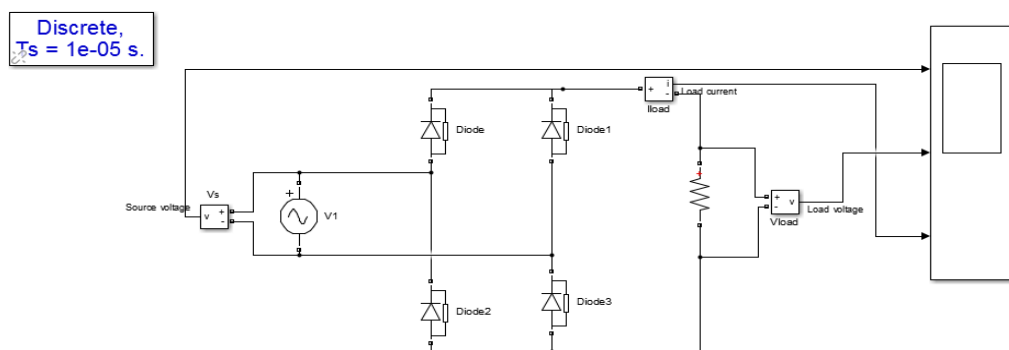 Discrete,
Ts = 1e-05 s.
i
+
-
Load current
Iload
Diode
Diode1
Vs
Source voltage
v
+
-
+
V1
+
+
-
v
Load voltage
Vload
Diode2
Diode3